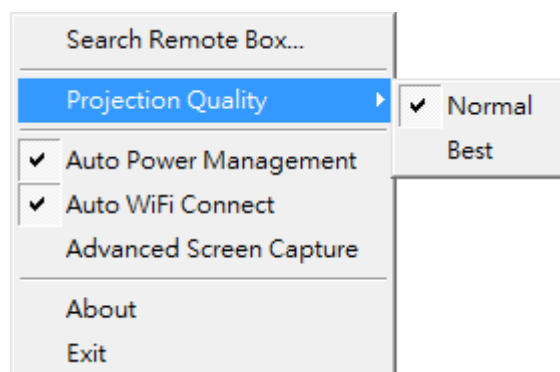 Search Remote Box...
Projection Quality
Normal
Best
Auto Power Management
Auto WiFi Connect
Advanced Screen Capture
About
Exit